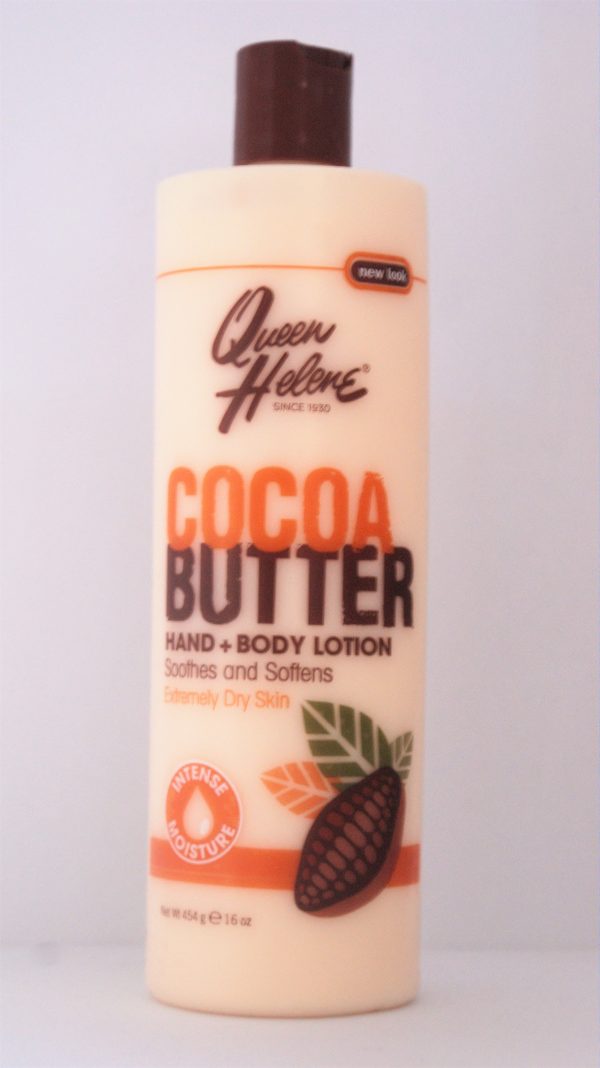 new look
Queen
Helene®
SINCE 1930
COCOA
BUTTER
HAND + BODY LOTION
Soothes and Softens
Extremely Dry Skin
INTENSE
MOISTURE
Net Wt 454 g ℮ 16 oz